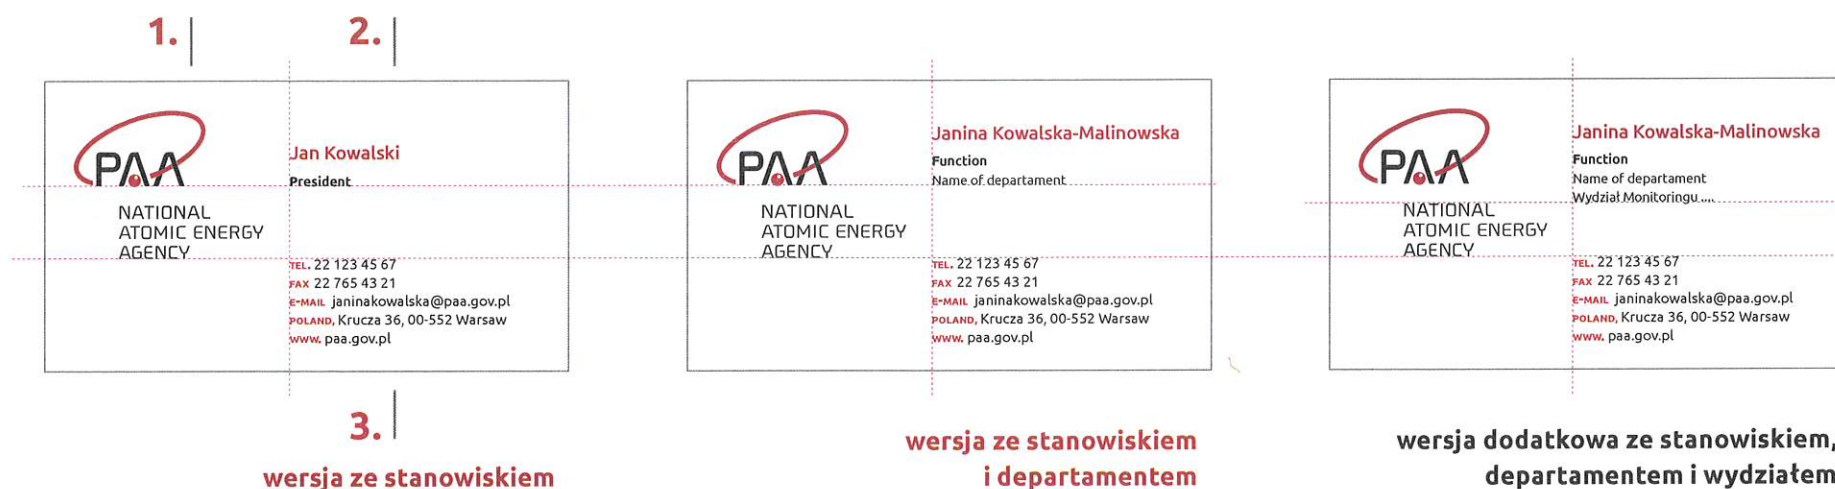 1.
2.
PAA
NATIONAL
ATOMIC ENERGY
AGENCY
Jan Kowalski
President
TEL. 22 123 45 67
FAX 22 765 43 21
E-MAIL janinakowalska@paa.gov.pl
POLAND, Krucza 36, 00-552 Warsaw
www. paa.gov.pl
3.
wersja ze stanowiskiem
PAA
NATIONAL
ATOMIC ENERGY
AGENCY
Janina Kowalska-Malinowska
Function
Name of departament
TEL. 22 123 45 67
FAX 22 765 43 21
E-MAIL janinakowalska@paa.gov.pl
POLAND, Krucza 36, 00-552 Warsaw
www. paa.gov.pl
wersja ze stanowiskiem
i departamentem
PAA
NATIONAL
ATOMIC ENERGY
AGENCY
Janina Kowalska-Malinowska
Function
Name of departament
Wydział Monitoringu ....
TEL. 22 123 45 67
FAX 22 765 43 21
E-MAIL janinakowalska@paa.gov.pl
POLAND, Krucza 36, 00-552 Warsaw
www. paa.gov.pl
wersja dodatkowa ze stanowiskiem,
departamentem i wydziałem